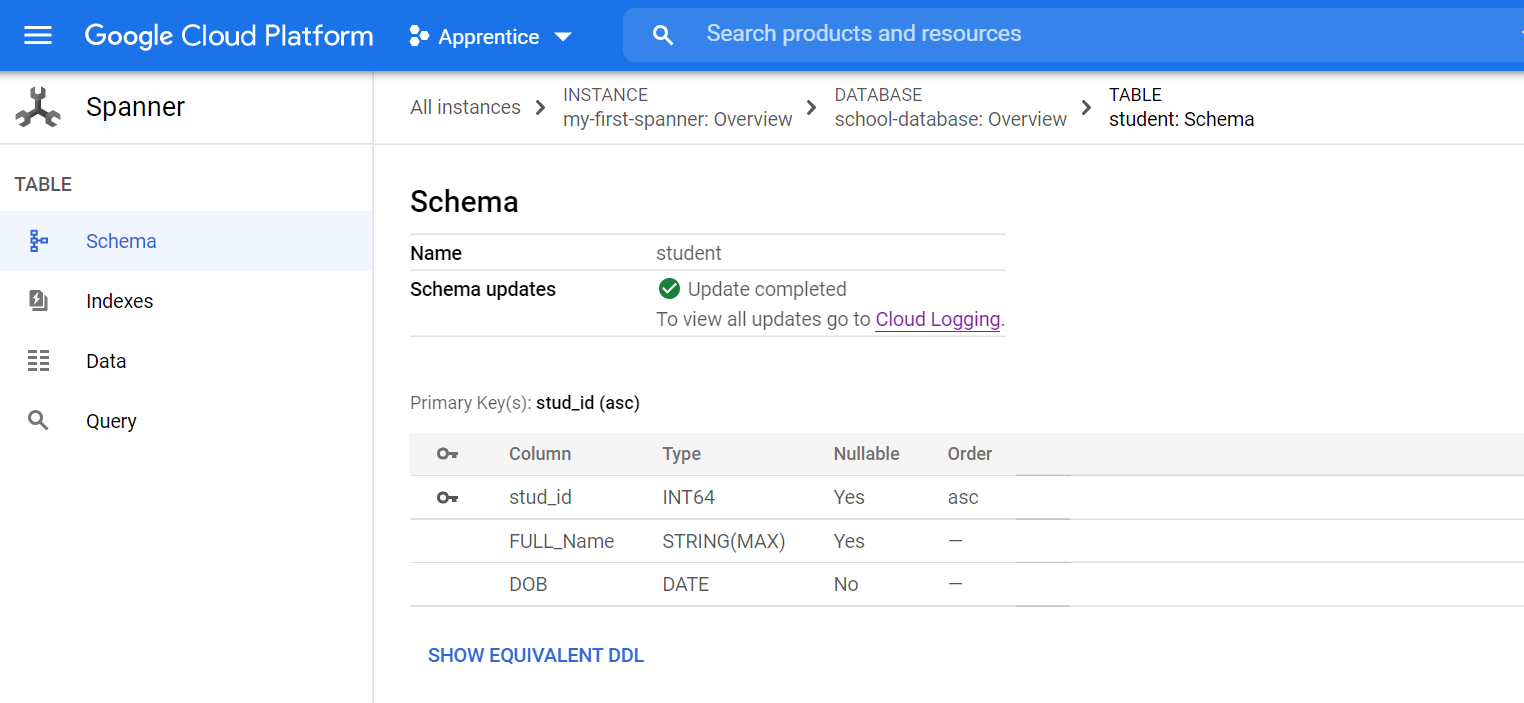 Google Cloud Platform
Apprentice
Search products and resources
Spanner
All instances
INSTANCE
my-first-spanner: Overview
DATABASE
school-database: Overview
TABLE
student: Schema
TABLE
Schema
Indexes
Data
Query
Schema
Name student
Schema updates Update completed
To view all updates go to Cloud Logging.
Primary Key(s): stud_id (asc)
Column Type Nullable Order
stud_id INT64 Yes asc
FULL_Name STRING(MAX) Yes —
DOB DATE No —
SHOW EQUIVALENT DDL